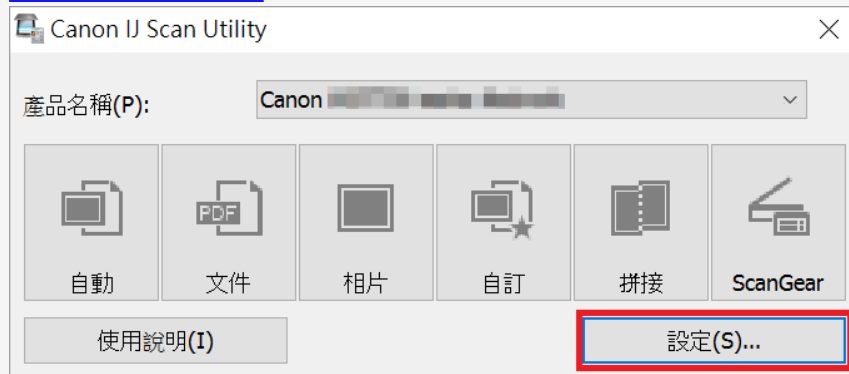 Canon IJ Scan Utility
產品名稱(P):
Canon
PDF
自動
文件
相片
自訂
拼接
ScanGear
使用說明(I)
設定(S)...